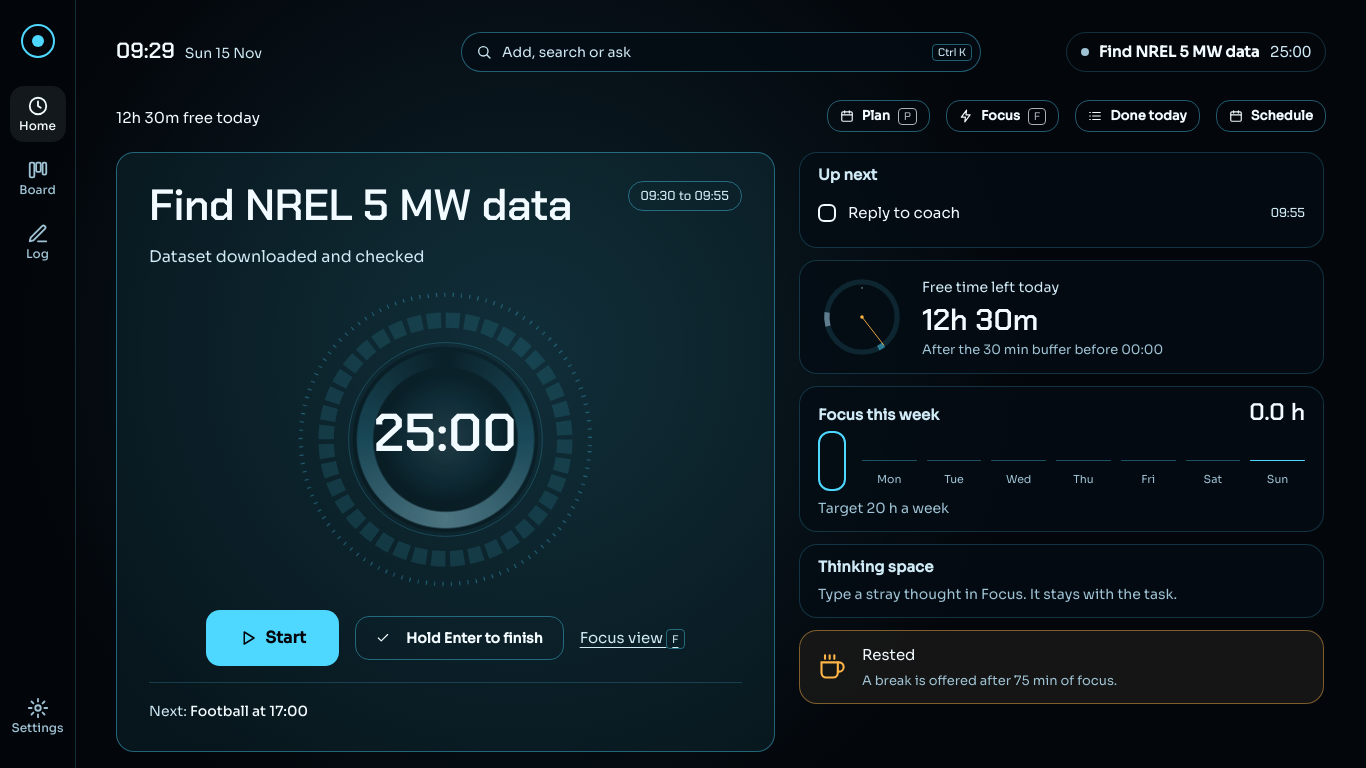 09:29 Sun 15 Nov
Add, search or ask Ctrl K
Find NREL 5 MW data 25:00
Home
Board
Log
Settings
12h 30m free today
Plan P
Focus F
Done today
Schedule
Find NREL 5 MW data
09:30 to 09:55
Dataset downloaded and checked
25:00
Start
Hold Enter to finish
Focus view F
Next: Football at 17:00
Up next
Reply to coach 09:55
Free time left today
12h 30m
After the 30 min buffer before 00:00
Focus this week 0.0 h
Mon Tue Wed Thu Fri Sat Sun
Target 20 h a week
Thinking space
Type a stray thought in Focus. It stays with the task.
Rested
A break is offered after 75 min of focus.